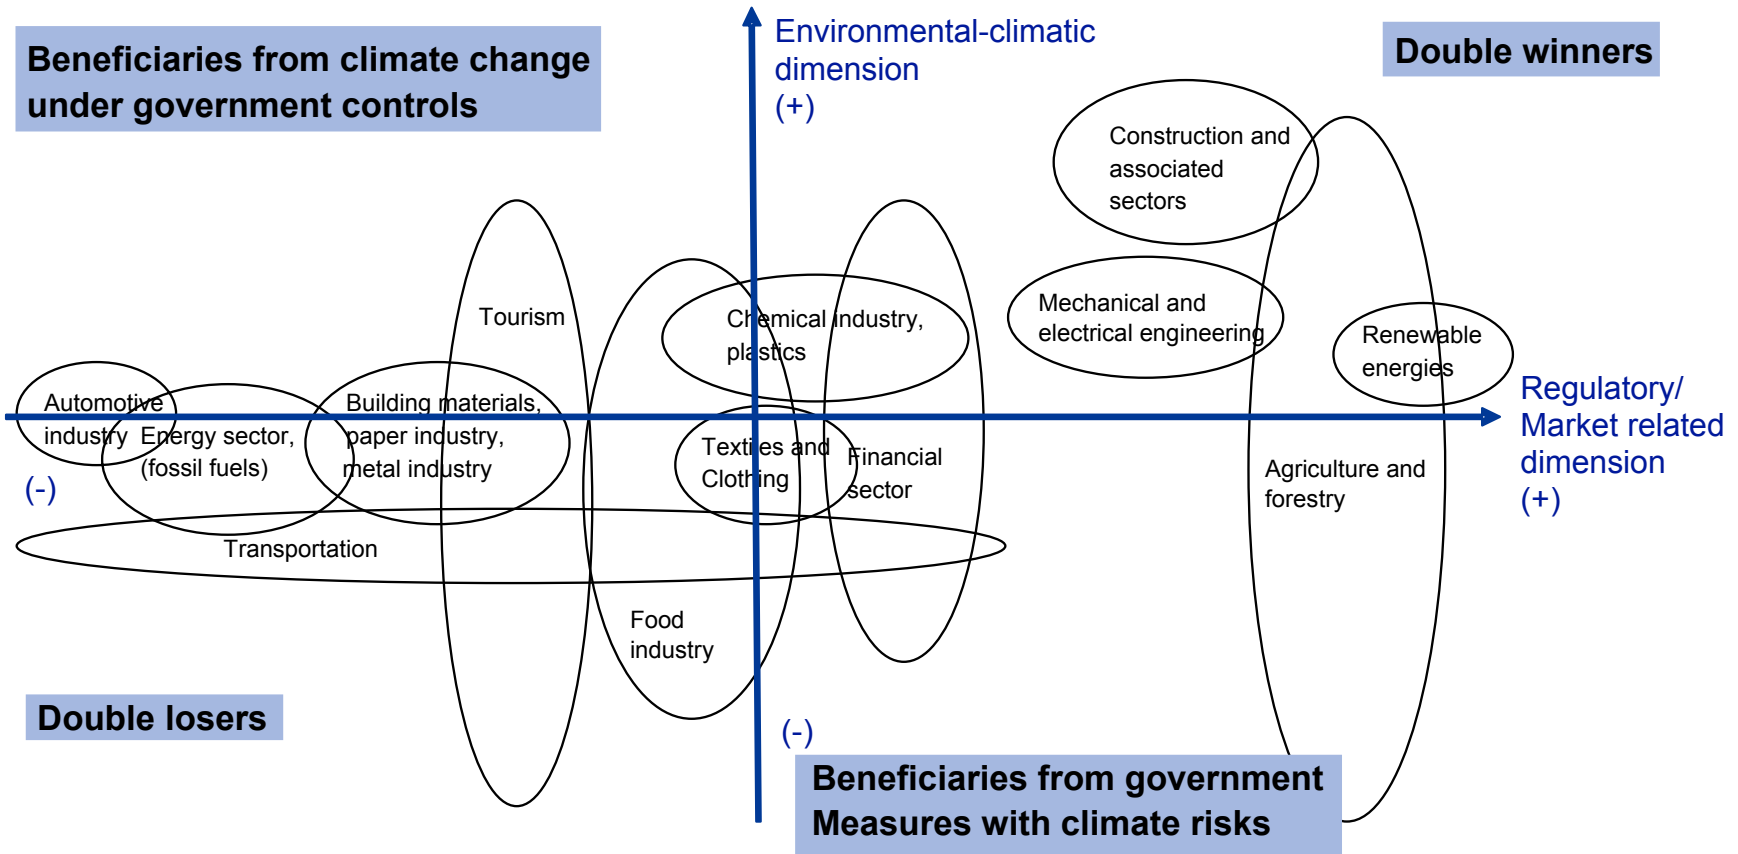 Beneficiaries from climate change
under government controls
Environmental-climatic
dimension
(+)
Double winners
Construction and
associated
sectors
Tourism
Chemical industry,
plastics
Mechanical and
electrical engineering
Renewable
energies
Automotive
industry
Energy sector,
(fossil fuels)
Building materials,
paper industry,
metal industry
Textiles and
Clothing
Financial
sector
Agriculture and
forestry
Regulatory/
Market related
dimension
(+)
(-)
Transportation
Food
industry
Double losers
(-)
Beneficiaries from government
Measures with climate risks